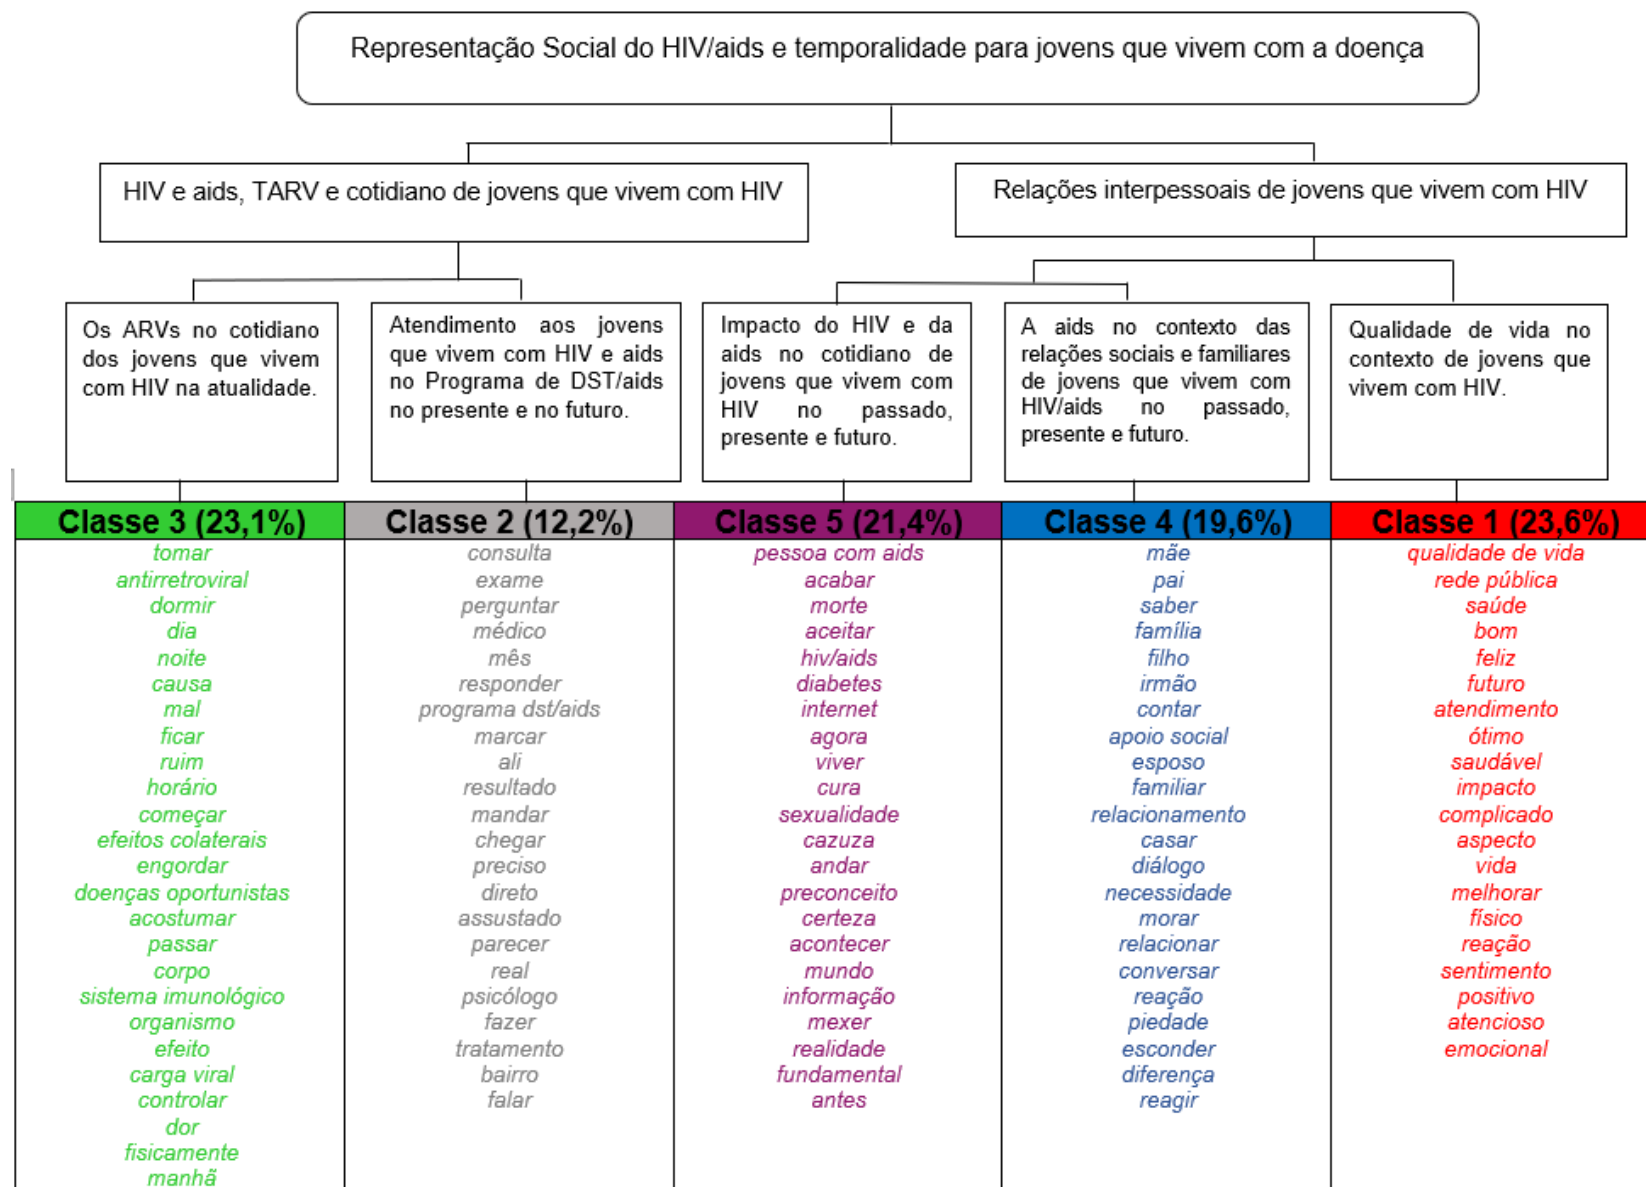 Representação Social do HIV/aids e temporalidade para jovens que vivem com a doença
HIV e aids, TARV e cotidiano de jovens que vivem com HIV
Relações interpessoais de jovens que vivem com HIV
Os ARVs no cotidiano
dos jovens que vivem
com HIV na atualidade.
Atendimento aos jovens
que vivem com HIV e aids
no Programa de DST/aids
no presente e no futuro.
Impacto do HIV e da
aids no cotidiano de
jovens que vivem com
HIV no passado,
presente e futuro.
A aids no contexto das
relações sociais e familiares
de jovens que vivem com
HIV/aids no passado,
presente e futuro.
Qualidade de vida no
contexto de jovens que
vivem com HIV.
Classe 3 (23,1%)
tomar
antirretroviral
dormir
dia
noite
causa
mal
ficar
ruim
horário
começar
efeitos colaterais
engordar
doenças oportunistas
acostumar
passar
corpo
sistema imunológico
organismo
efeito
carga viral
controlar
dor
fisicamente
manhã
Classe 2 (12,2%)
consulta
exame
perguntar
médico
mês
responder
programa dst/aids
marcar
ali
resultado
mandar
chegar
preciso
direto
assustado
parecer
real
psicólogo
fazer
tratamento
bairro
falar
Classe 5 (21,4%)
pessoa com aids
acabar
morte
aceitar
hiv/aids
diabetes
internet
agora
viver
cura
sexualidade
cazuza
andar
preconceito
certeza
acontecer
mundo
informação
mexer
realidade
fundamental
antes
Classe 4 (19,6%)
mãe
pai
saber
família
filho
irmão
contar
apoio social
esposo
familiar
relacionamento
casar
diálogo
necessidade
morar
relacionar
conversar
reação
piedade
esconder
diferença
reagir
Classe 1 (23,6%)
qualidade de vida
rede pública
saúde
bom
feliz
futuro
atendimento
ótimo
saudável
impacto
complicado
aspecto
vida
melhorar
físico
reação
sentimento
positivo
atencioso
emocional